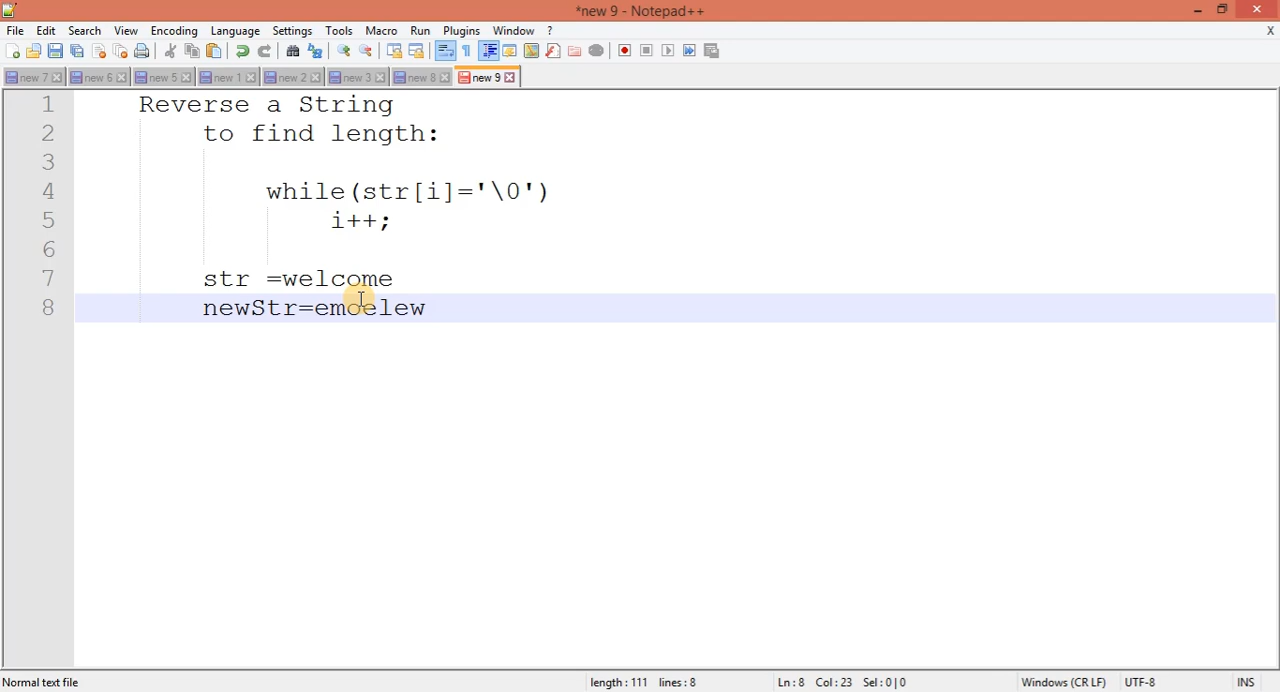 *new 9 - Notepad++
File Edit Search View Encoding Language Settings Tools Macro Run Plugins Window ? X
new 7 new 6 new 5 new 1 new 2 new 3 new 8 new 9
1 Reverse a String
2 to find length:
3
4 while(str[i]='\0')
5 i++;
6
7 str =welcome
8 newStr=emoclew
Normal text file length : 111 lines : 8 Ln : 8 Col : 23 Sel : 0 | 0 Windows (CR LF) UTF-8 INS